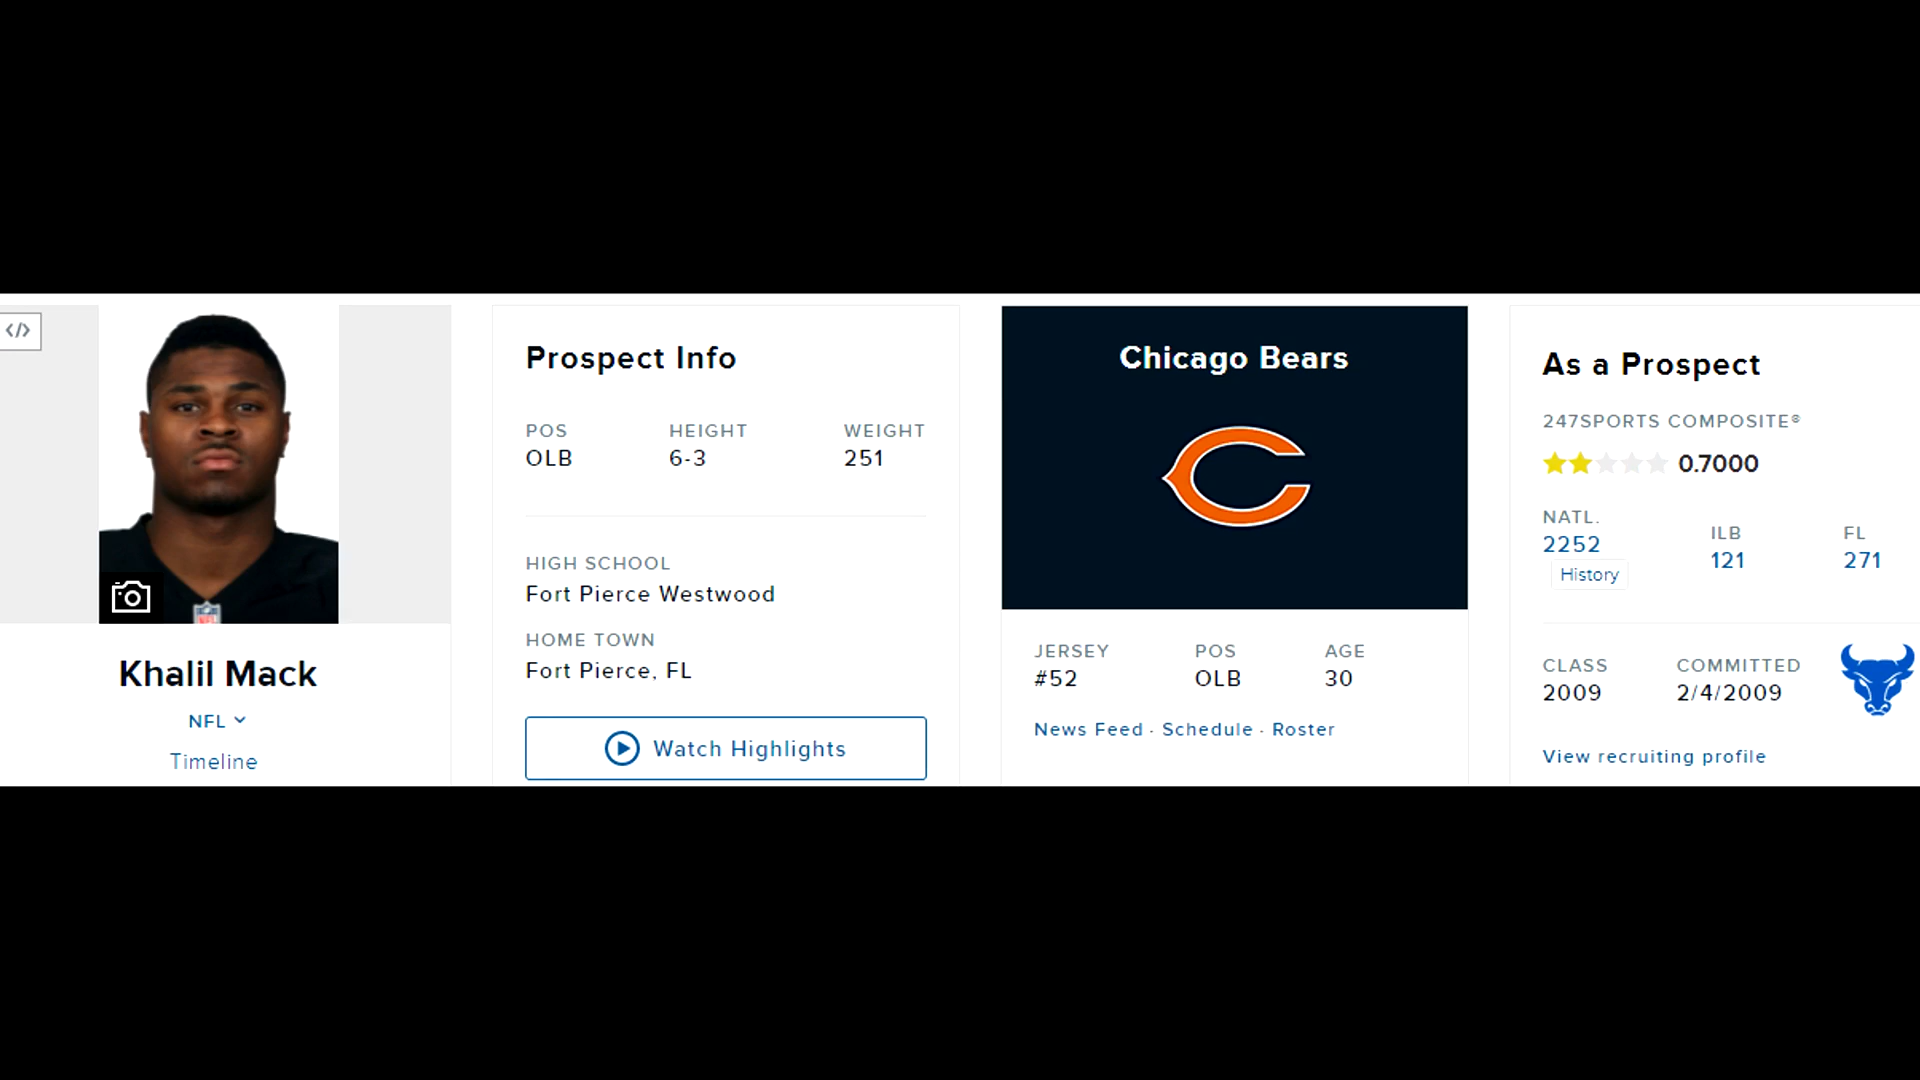 </>
Khalil Mack
NFL
Timeline
Prospect Info
POS HEIGHT WEIGHT
OLB 6-3 251
HIGH SCHOOL
Fort Pierce Westwood
HOME TOWN
Fort Pierce, FL
Watch Highlights
Chicago Bears
JERSEY POS AGE
#52 OLB 30
News Feed · Schedule · Roster
As a Prospect
247SPORTS COMPOSITE®
0.7000
NATL. ILB FL
2252 121 271
History
CLASS COMMITTED
2009 2/4/2009
View recruiting profile